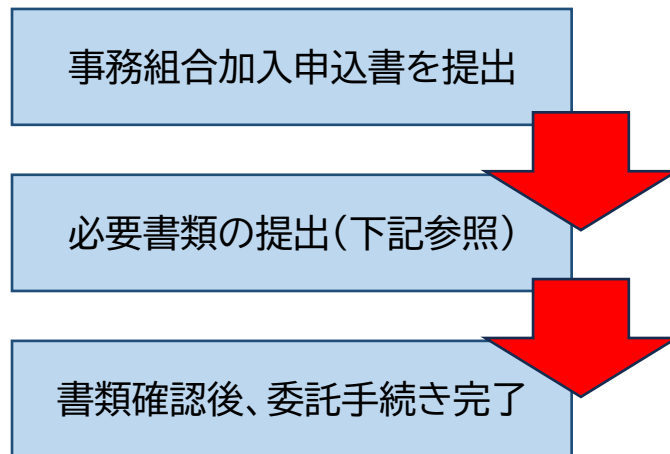 事務組合加入申込書を提出
必要書類の提出(下記参照)
書類確認後、委託手続き完了